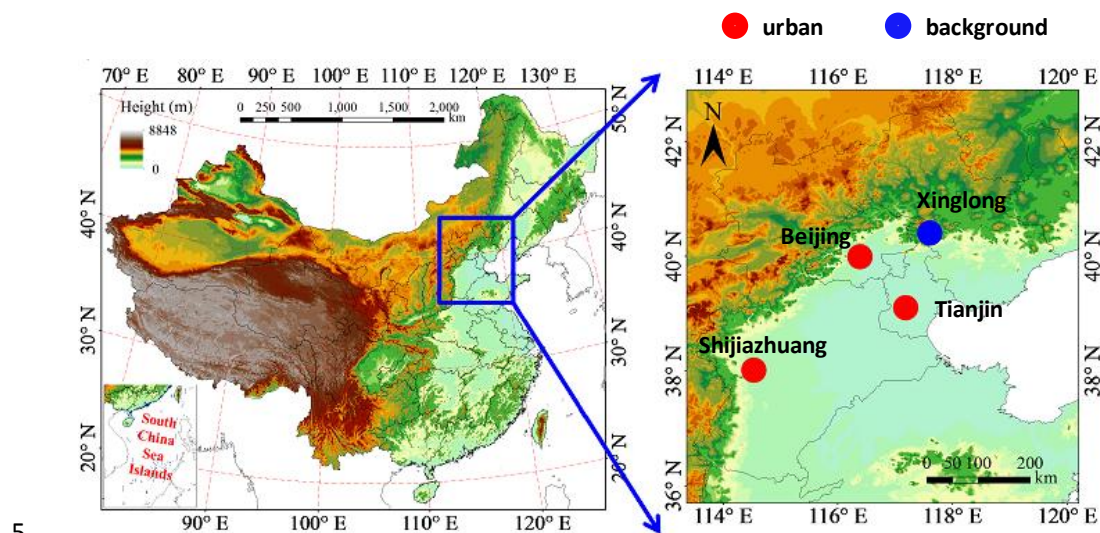 urban
background
70° E 80° E 90° E 100° E 110° E 120° E 130° E
114° E 116° E 118° E 120° E
Height (m)
8848
0
0 250 500 1,000 1,500 2,000
km
50° N
40° N
30° N
20° N
40° N
30° N
20° N
South
China
Sea
Islands
90° E 100° E 110° E 120° E
N
42° N
40° N
38° N
36° N
42° N
40° N
38° N
36° N
Xinglong
Beijing
Tianjin
Shijiazhuang
0 50 100 200
km
114° E 116° E 118° E 120° E
5